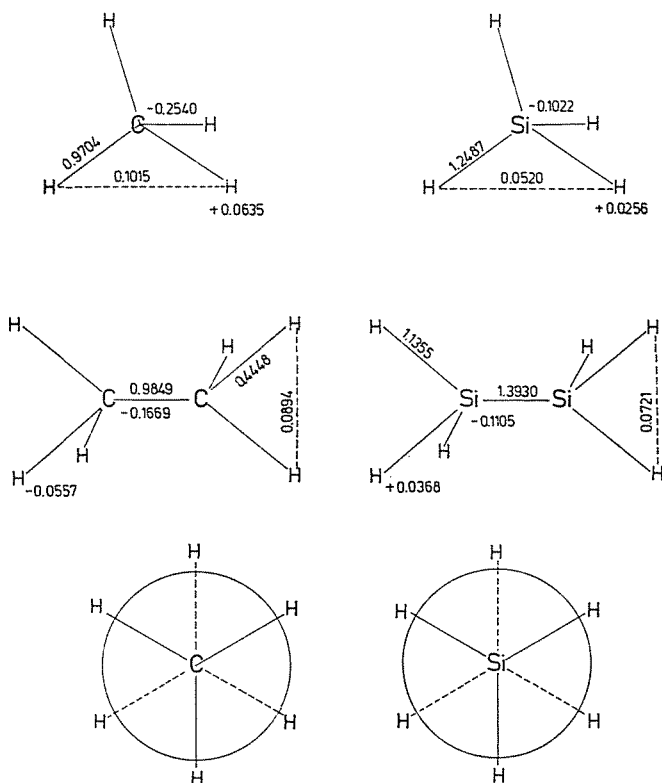 H H
-0.2540 -0.1022
C H Si H
0.9704 1.2487
0.1015 0.0520
H H H H
+0.0635 +0.0256
H H H H
H 1.1355 H
0.4448
0.9849 1.3930
C C 0.0894 Si Si 0.0721
-0.1669 -0.1105
H H
H H H H
-0.0557 +0.0368
H H
H H H H
C Si
H H H H
H H